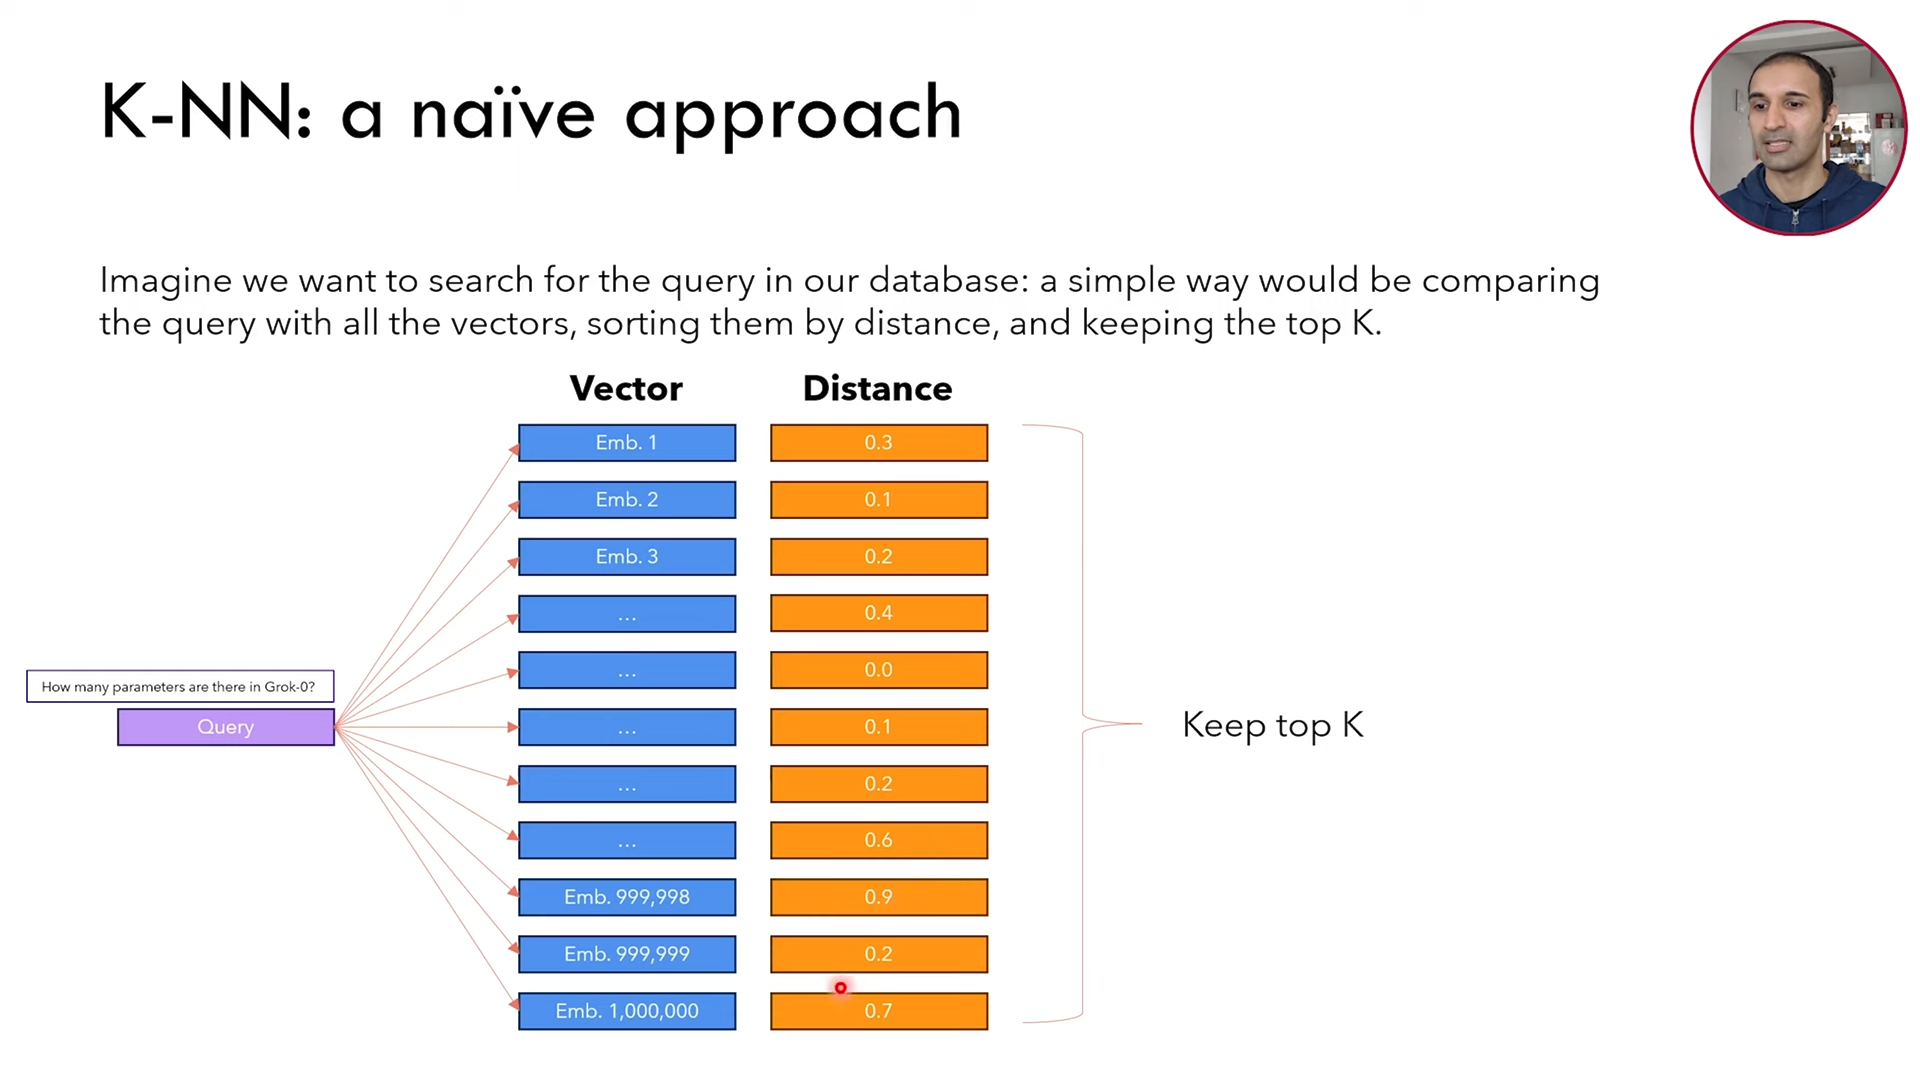 K-NN: a naïve approach
Imagine we want to search for the query in our database: a simple way would be comparing
the query with all the vectors, sorting them by distance, and keeping the top K.
Vector Distance
Emb. 1 0.3
Emb. 2 0.1
Emb. 3 0.2
... 0.4
... 0.0
How many parameters are there in Grok-0?
Query ... 0.1
Keep top K
... 0.2
... 0.6
Emb. 999,998 0.9
Emb. 999,999 0.2
Emb. 1,000,000 0.7